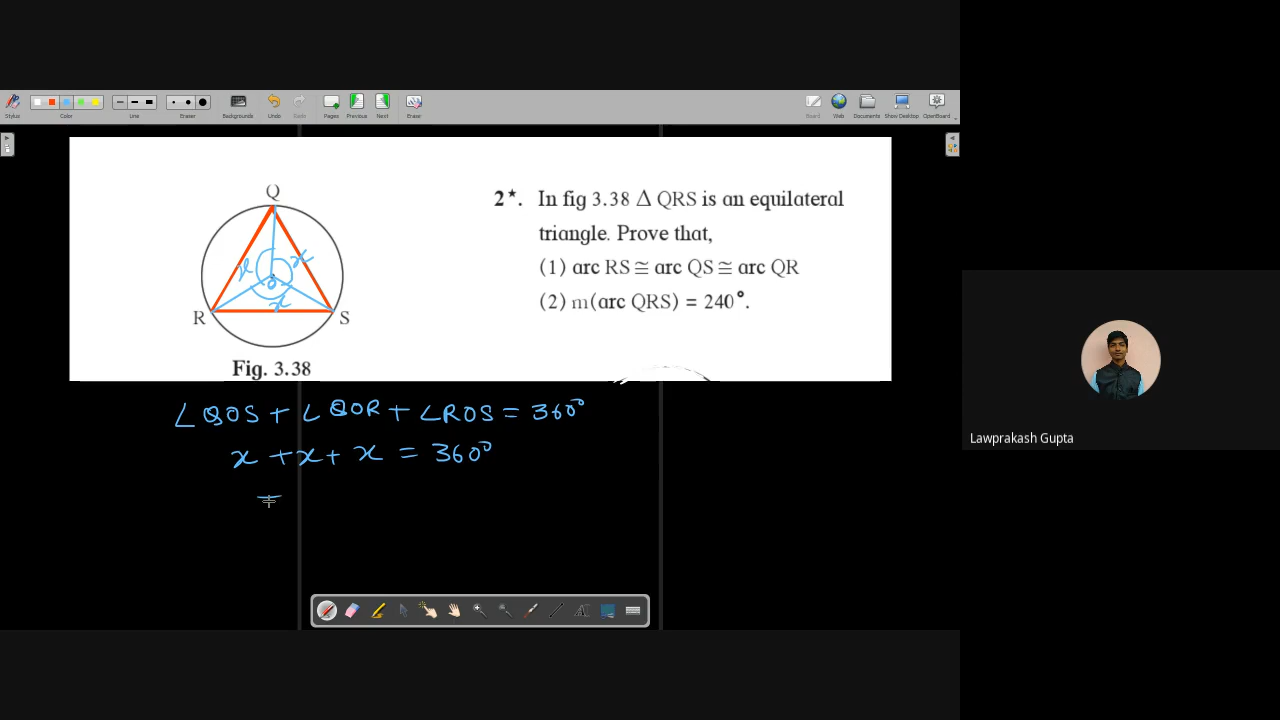 Stylus Color Line Eraser Backgrounds Undo Redo Pages Previous Next Erase Board Web Documents Show Desktop OpenBoard
Q
x x
O
x
R S
Fig. 3.38
2*. In fig 3.38 Δ QRS is an equilateral
triangle. Prove that,
(1) arc RS ≅ arc QS ≅ arc QR
(2) m(arc QRS) = 240°.
∠QOS + ∠QOR + ∠ROS = 360°
x + x + x = 360°
Lawprakash Gupta